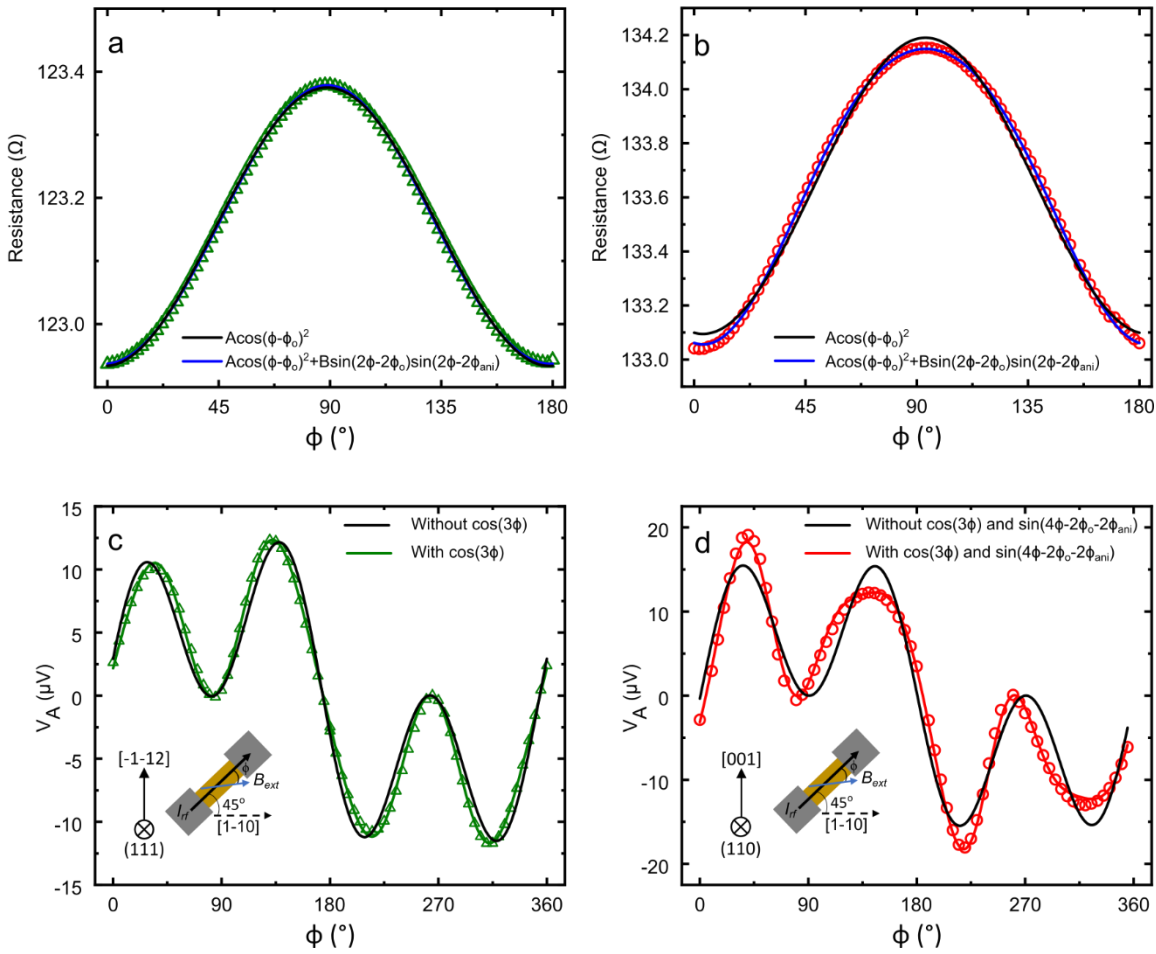 a
123.4
123.2
123.0
Resistance (Ω)
Acos(ϕ-ϕo)²
Acos(ϕ-ϕo)²+Bsin(2ϕ-2ϕo)sin(2ϕ-2ϕani)
0 45 90 135 180
ϕ (°)
b
134.2
134.0
133.8
133.6
133.4
133.2
133.0
Resistance (Ω)
Acos(ϕ-ϕo)²
Acos(ϕ-ϕo)²+Bsin(2ϕ-2ϕo)sin(2ϕ-2ϕani)
0 45 90 135 180
ϕ (°)
c
15
10
5
0
-5
-10
-15
VA (µV)
Without cos(3ϕ)
With cos(3ϕ)
[-1-12]
(111)
Irf
ϕ
Bext
45°
[1-10]
0 90 180 270 360
ϕ (°)
d
20
10
0
-10
-20
VA (µV)
Without cos(3ϕ) and sin(4ϕ-2ϕo-2ϕani)
With cos(3ϕ) and sin(4ϕ-2ϕo-2ϕani)
[001]
(110)
Irf
ϕ
Bext
45°
[1-10]
0 90 180 270 360
ϕ (°)